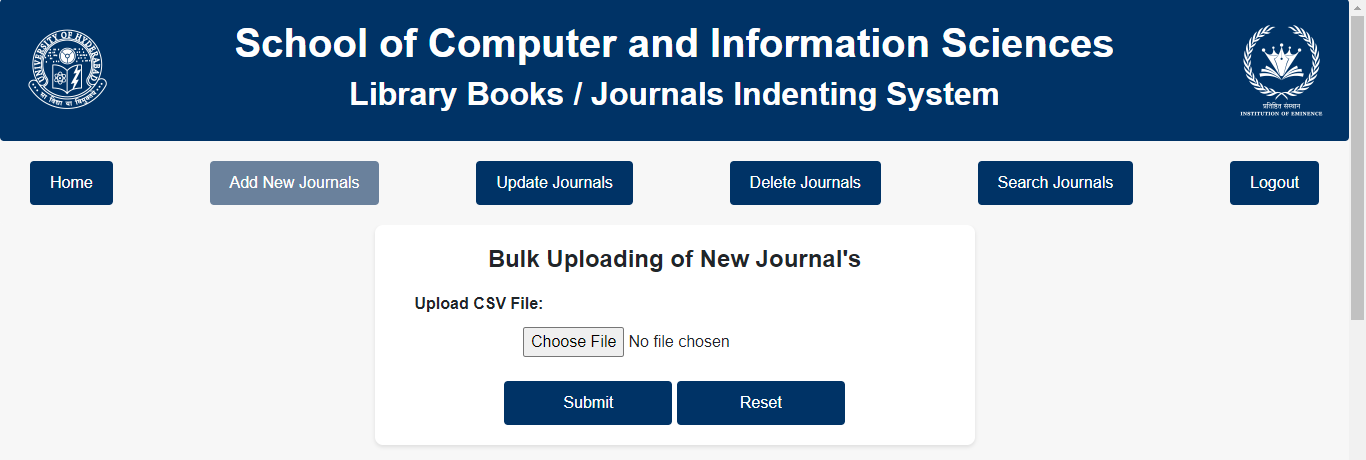 School of Computer and Information Sciences
Library Books / Journals Indenting System
UNIVERSITY OF HYDERABAD
प्रतिष्ठित संस्थान
INSTITUTION OF EMINENCE
Home
Add New Journals
Update Journals
Delete Journals
Search Journals
Logout
Bulk Uploading of New Journal's
Upload CSV File:
Choose File No file chosen
Submit
Reset